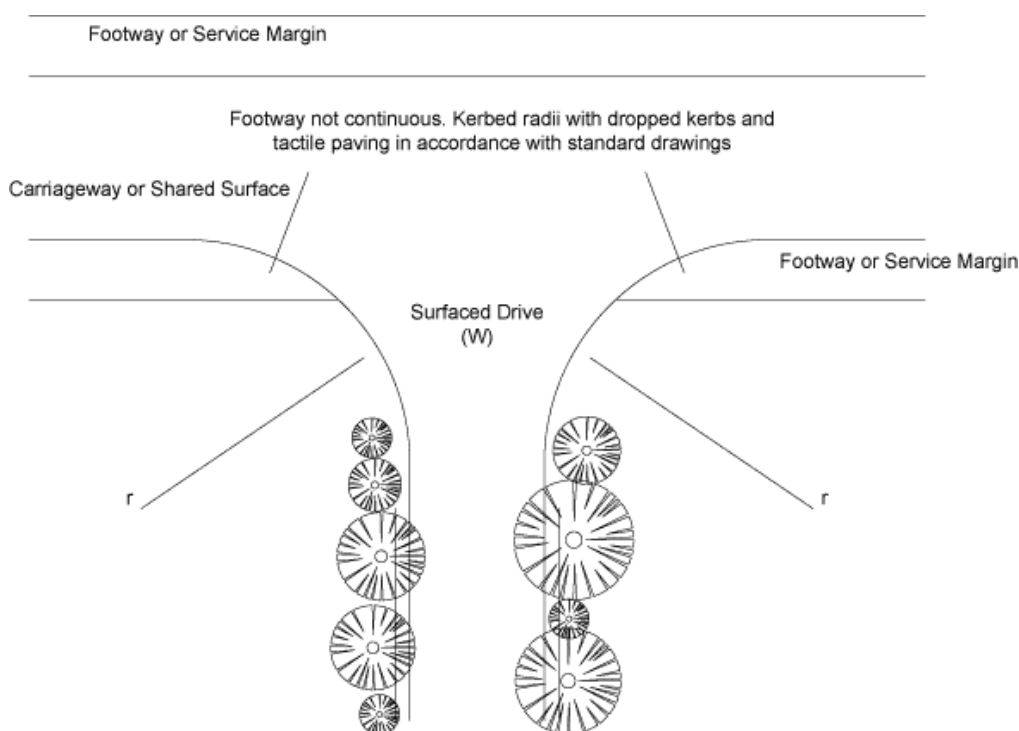 Footway or Service Margin
Footway not continuous. Kerbed radii with dropped kerbs and
tactile paving in accordance with standard drawings
Carriageway or Shared Surface
Footway or Service Margin
Surfaced Drive
(W)
r
r